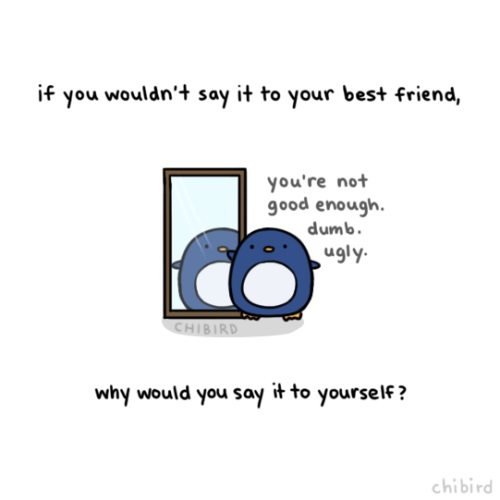 if you wouldn't say it to your best friend,
you're not
good enough.
dumb.
ugly.
CHIBIRD
why would you say it to yourself?
chibird